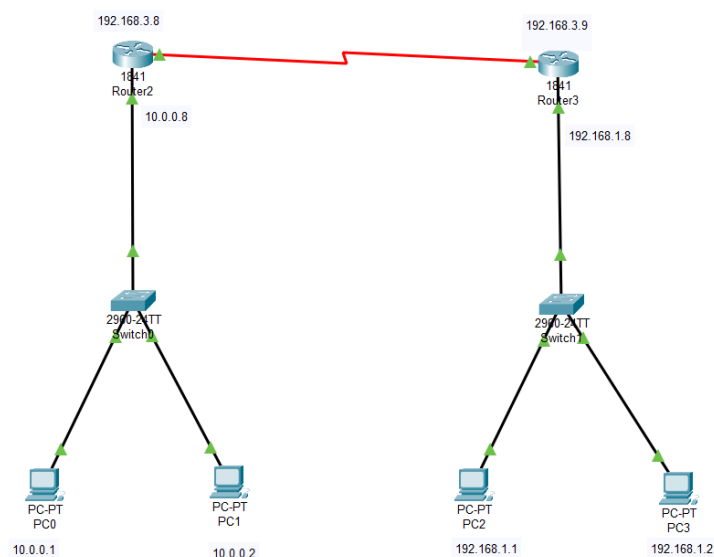 192.168.3.8
192.168.3.9
1841
Router2
1841
Router3
10.0.0.8
192.168.1.8
2960-24TT
Switch0
2960-24TT
Switch1
PC-PT
PC0
PC-PT
PC1
PC-PT
PC2
PC-PT
PC3
10.0.0.1
10.0.0.2
192.168.1.1
192.168.1.2